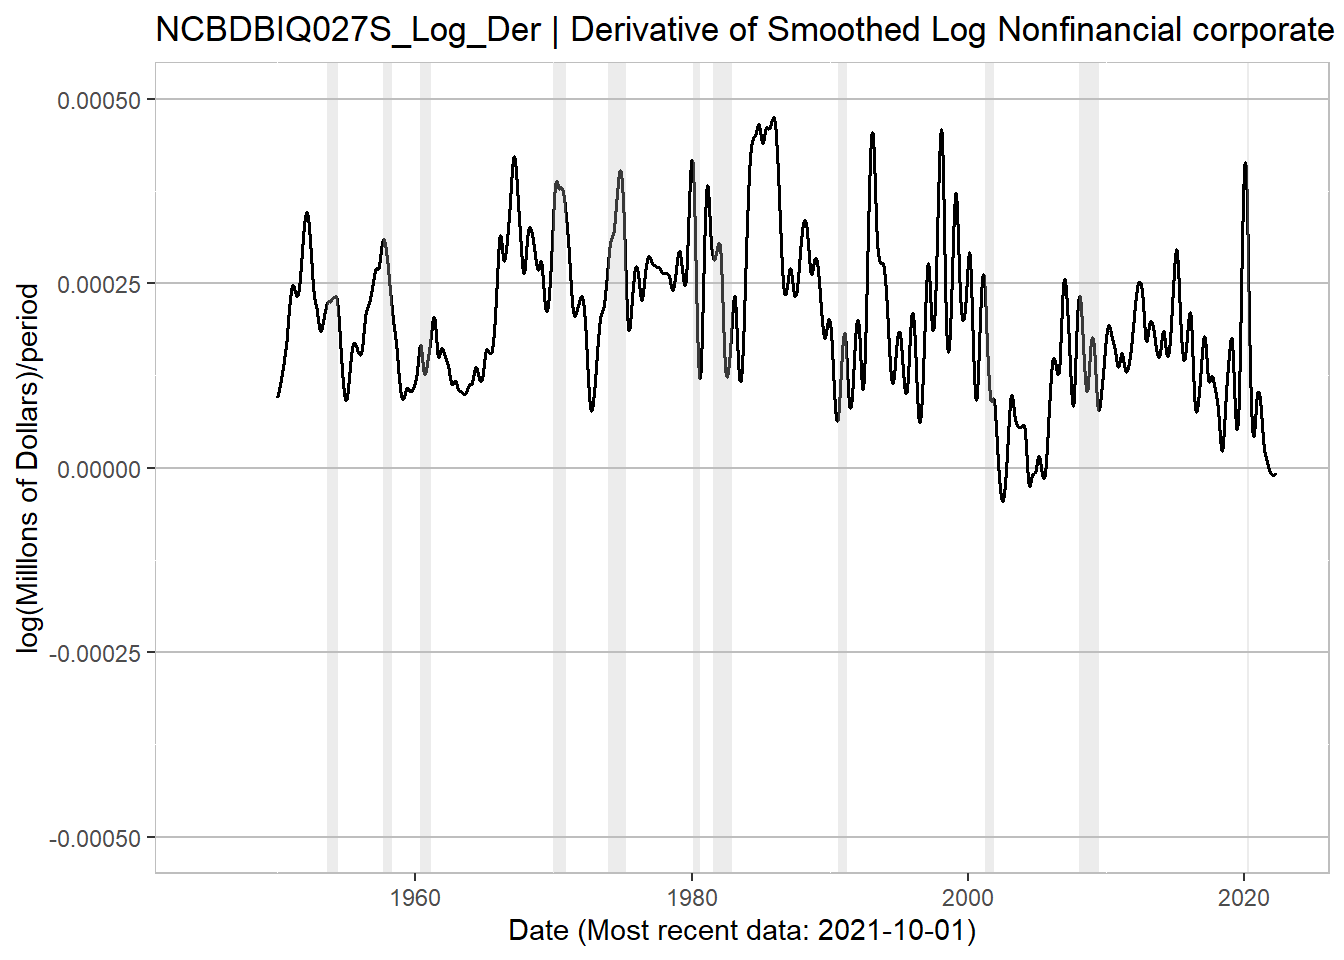 NCBDBIQ027S_Log_Der | Derivative of Smoothed Log Nonfinancial corporate
log(Millions of Dollars)/period
0.00050
0.00025
0.00000
-0.00025
-0.00050
1960 1980 2000 2020
Date (Most recent data: 2021-10-01)